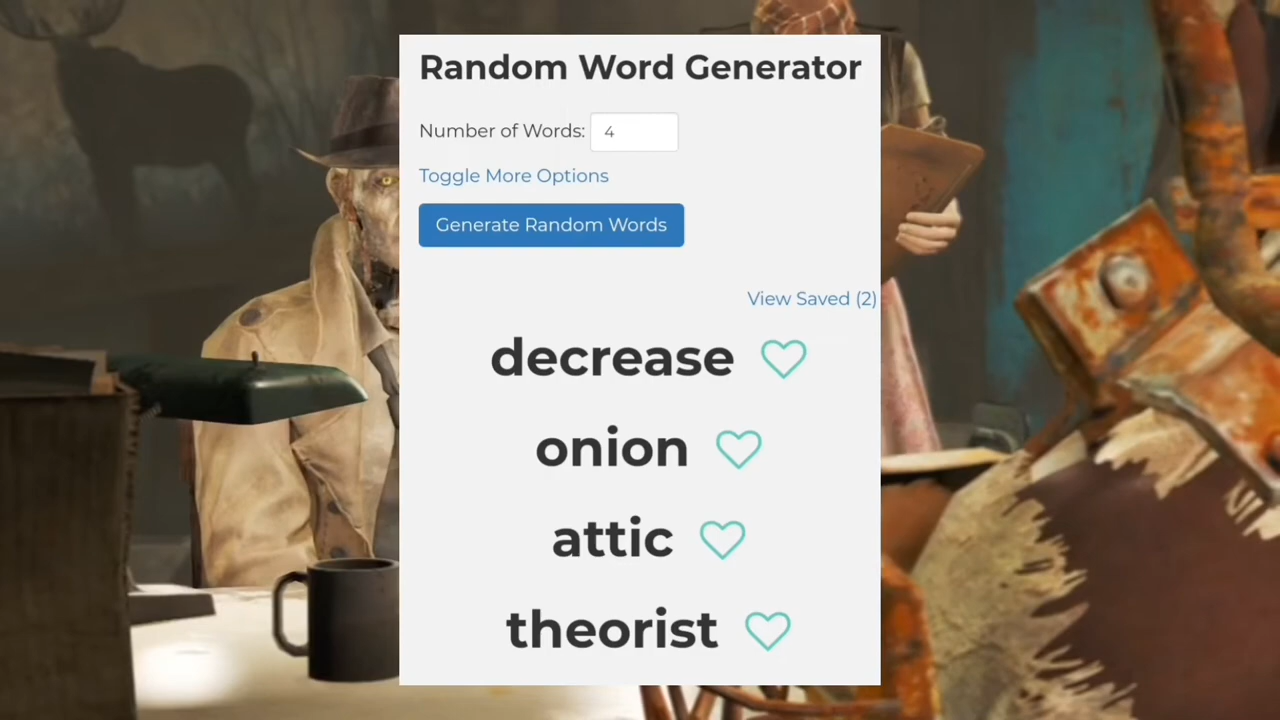 Random Word Generator
Number of Words: 4
Toggle More Options
Generate Random Words
View Saved (2)
decrease
onion
attic
theorist